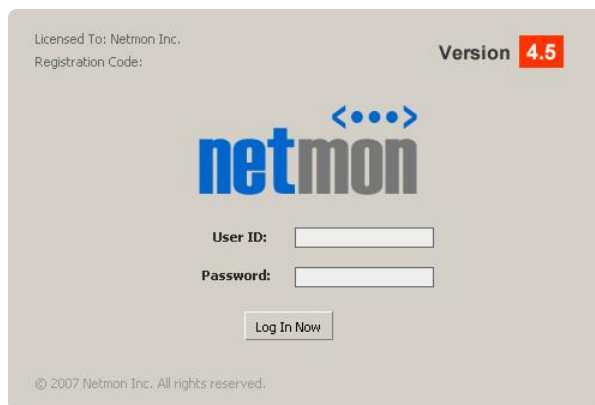 Licensed To: Netmon Inc.
Registration Code:
Version 4.5
<•••>
netmon
User ID:
Password:
Log In Now
© 2007 Netmon Inc. All rights reserved.